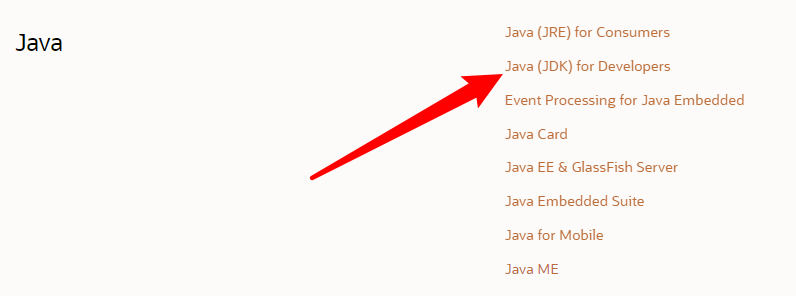 Java
Java (JRE) for Consumers
Java (JDK) for Developers
Event Processing for Java Embedded
Java Card
Java EE & GlassFish Server
Java Embedded Suite
Java for Mobile
Java ME